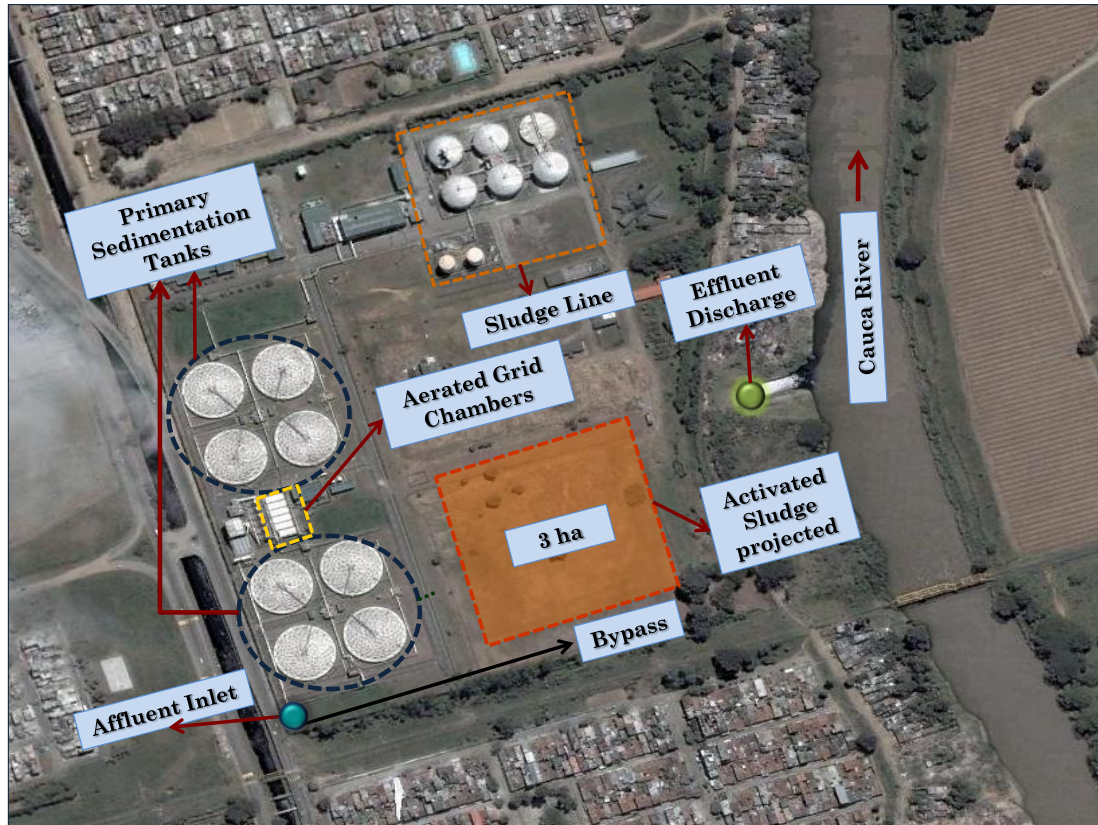 Primary
Sedimentation
Tanks
Sludge Line
Effluent
Discharge
Cauca River
Aerated Grid
Chambers
3 ha
Activated
Sludge
projected
Bypass
Affluent Inlet